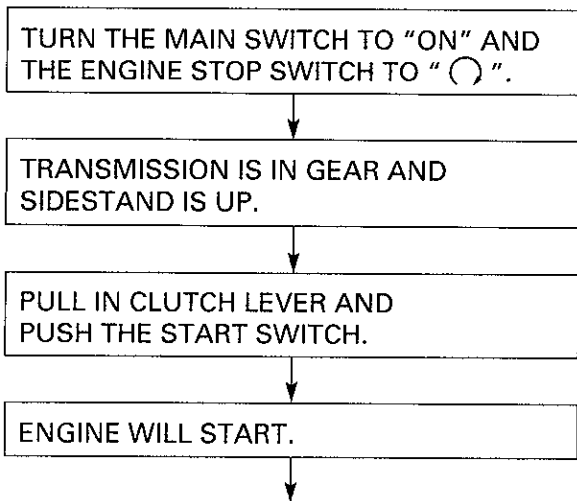 TURN THE MAIN SWITCH TO “ON” AND
THE ENGINE STOP SWITCH TO “ ”.
TRANSMISSION IS IN GEAR AND
SIDESTAND IS UP.
PULL IN CLUTCH LEVER AND
PUSH THE START SWITCH.
ENGINE WILL START.